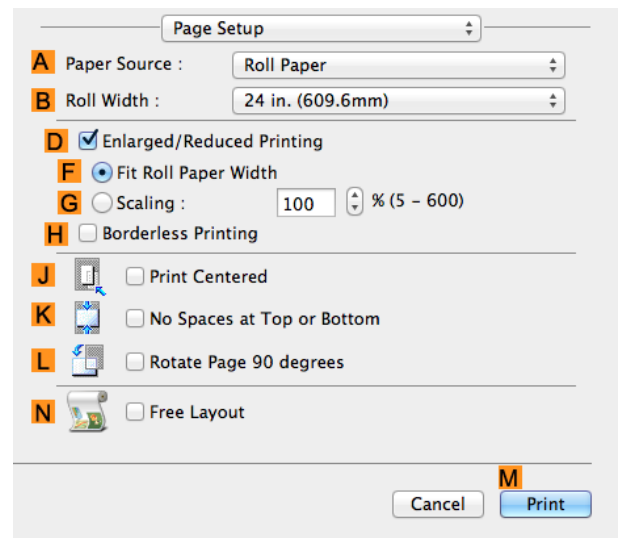 Page Setup
A Paper Source : Roll Paper
B Roll Width : 24 in. (609.6mm)
D Enlarged/Reduced Printing
F Fit Roll Paper Width
G Scaling : 100 % (5 – 600)
H Borderless Printing
J Print Centered
K No Spaces at Top or Bottom
L Rotate Page 90 degrees
N Free Layout
M
Cancel Print